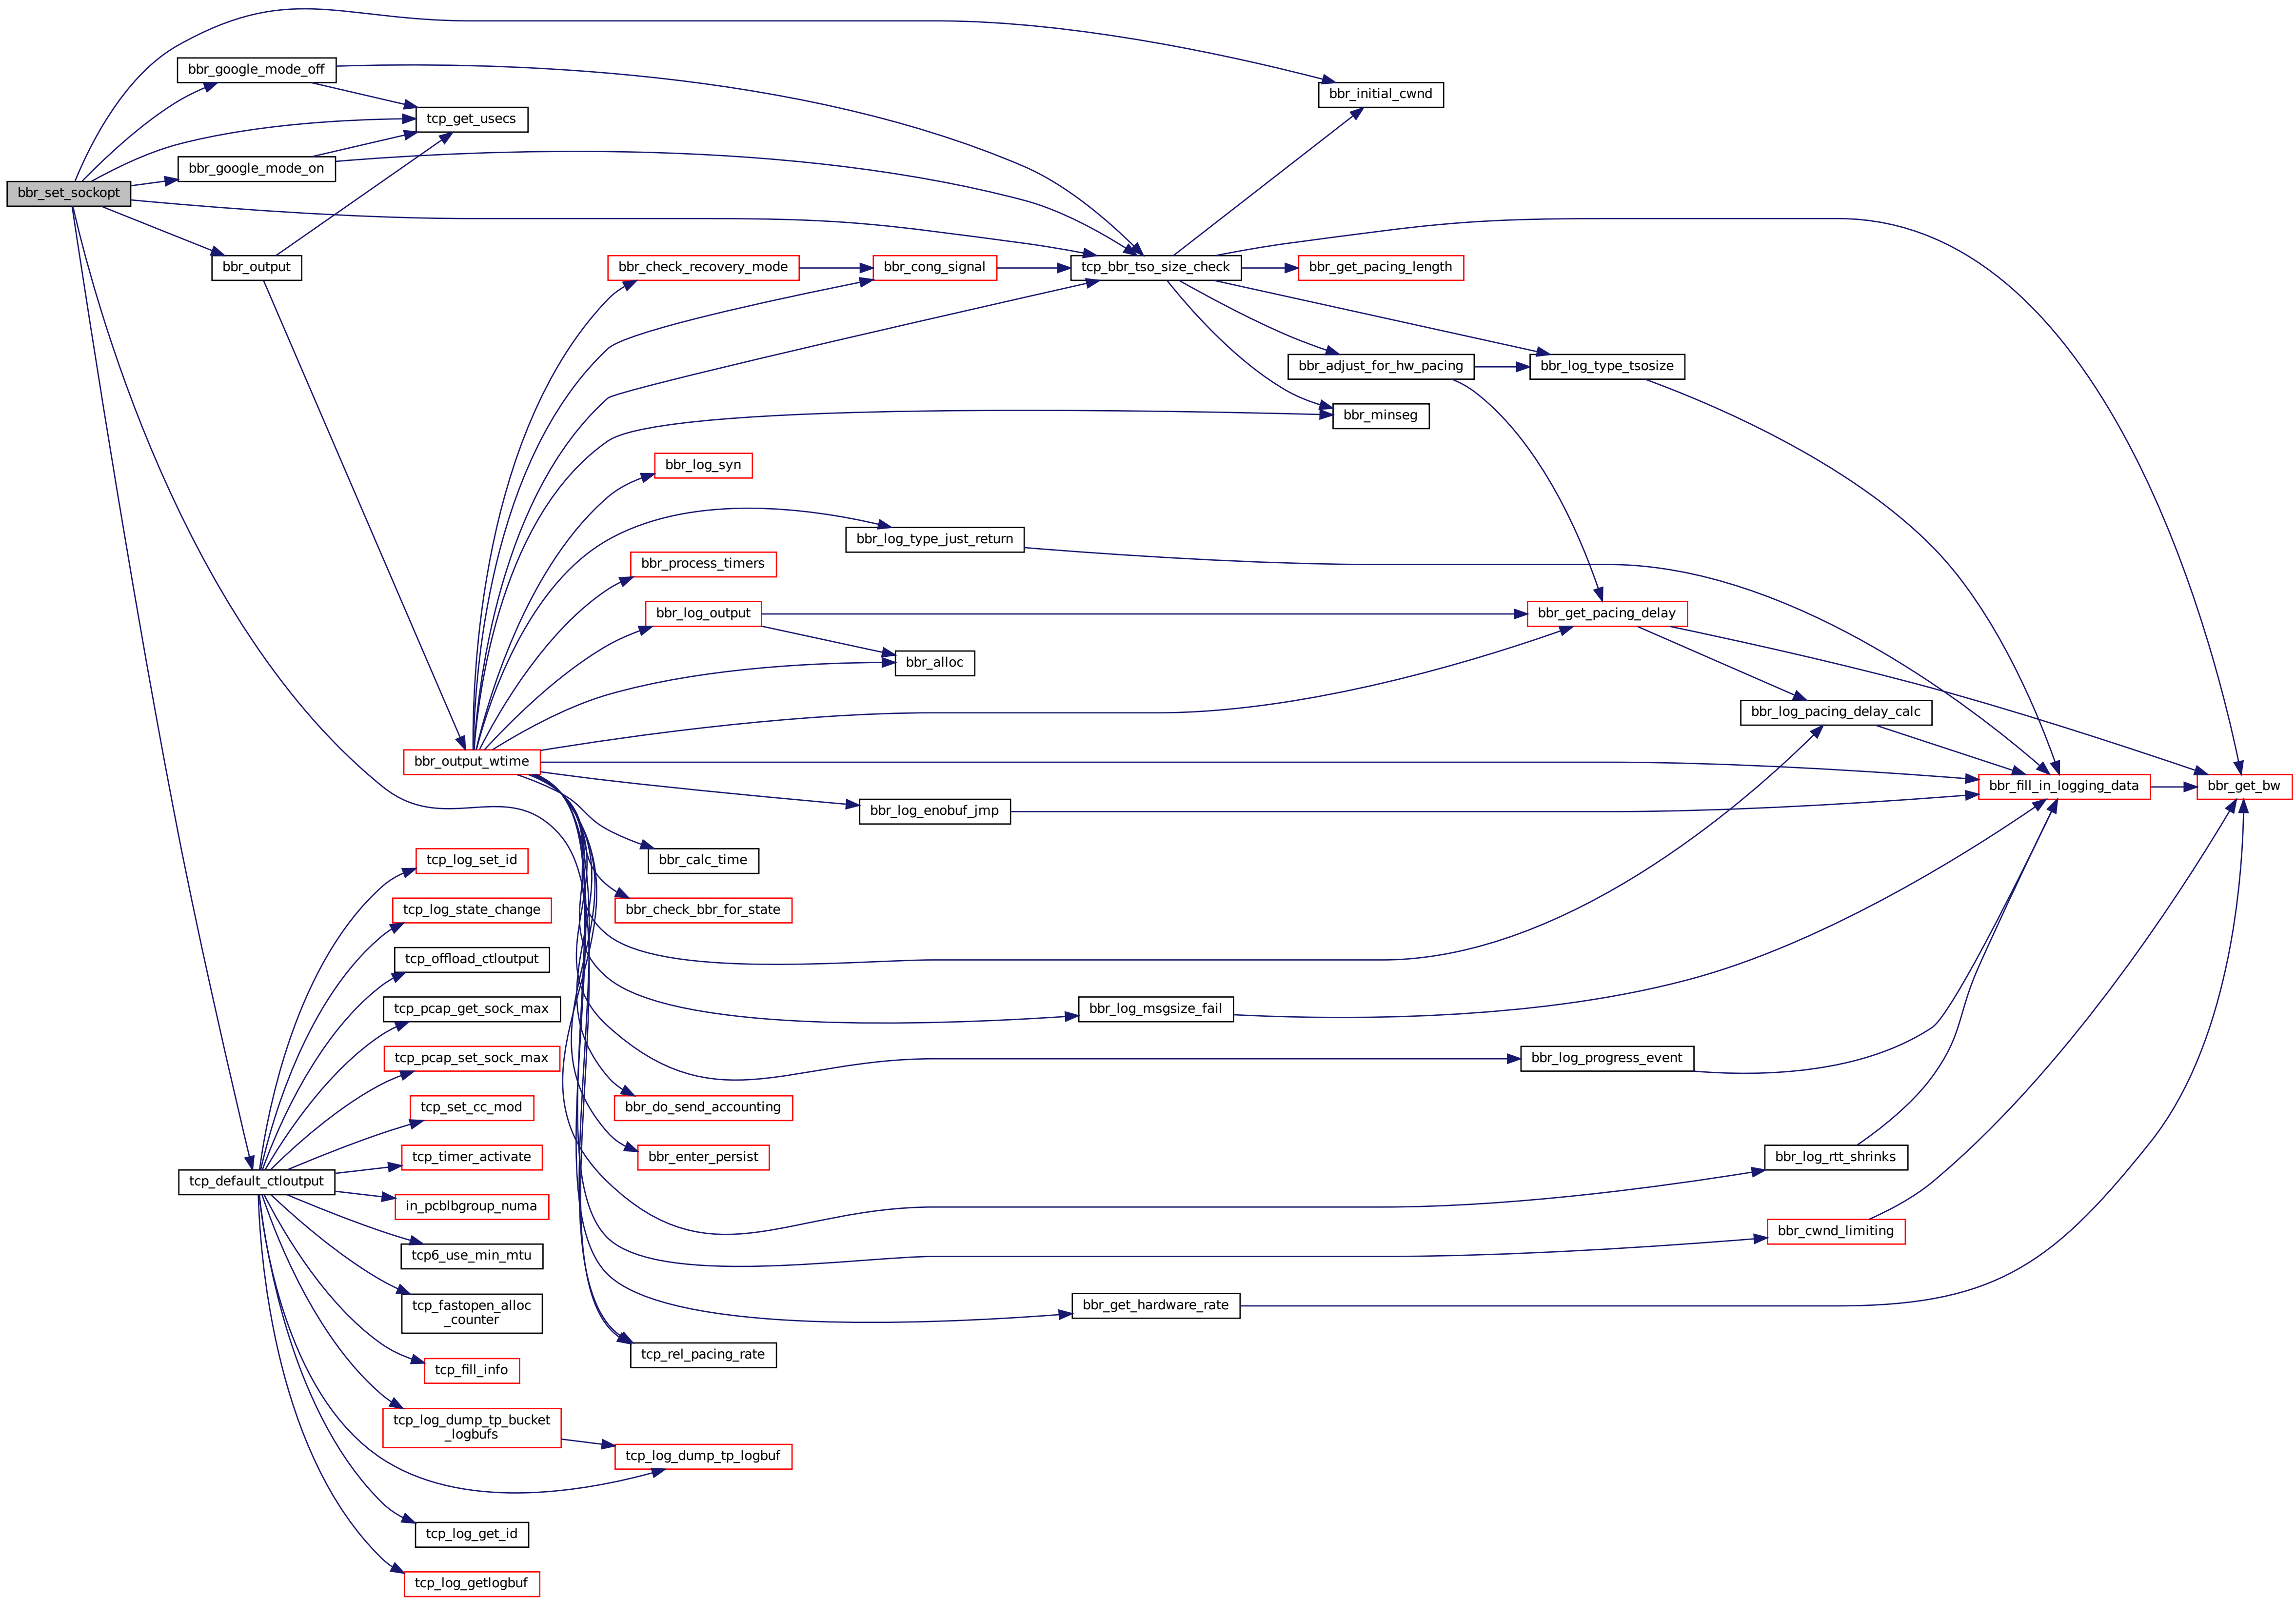 bbr_google_mode_off
bbr_initial_cwnd
tcp_get_usecs
bbr_google_mode_on
bbr_set_sockopt
bbr_output
bbr_check_recovery_mode
bbr_cong_signal
tcp_bbr_tso_size_check
bbr_get_pacing_length
bbr_adjust_for_hw_pacing
bbr_log_type_tsosize
bbr_minseg
bbr_log_syn
bbr_log_type_just_return
bbr_process_timers
bbr_log_output
bbr_get_pacing_delay
bbr_alloc
bbr_log_pacing_delay_calc
bbr_output_wtime
bbr_fill_in_logging_data
bbr_get_bw
bbr_log_enobuf_jmp
bbr_calc_time
tcp_log_set_id
tcp_log_state_change
bbr_check_bbr_for_state
tcp_offload_ctloutput
tcp_pcap_get_sock_max
bbr_log_msgsize_fail
tcp_pcap_set_sock_max
bbr_log_progress_event
tcp_set_cc_mod
bbr_do_send_accounting
tcp_timer_activate
bbr_enter_persist
bbr_log_rtt_shrinks
tcp_default_ctloutput
in_pcblbgroup_numa
bbr_cwnd_limiting
tcp6_use_min_mtu
tcp_fastopen_alloc
_counter
bbr_get_hardware_rate
tcp_rel_pacing_rate
tcp_fill_info
tcp_log_dump_tp_bucket
_logbufs
tcp_log_dump_tp_logbuf
tcp_log_get_id
tcp_log_getlogbuf